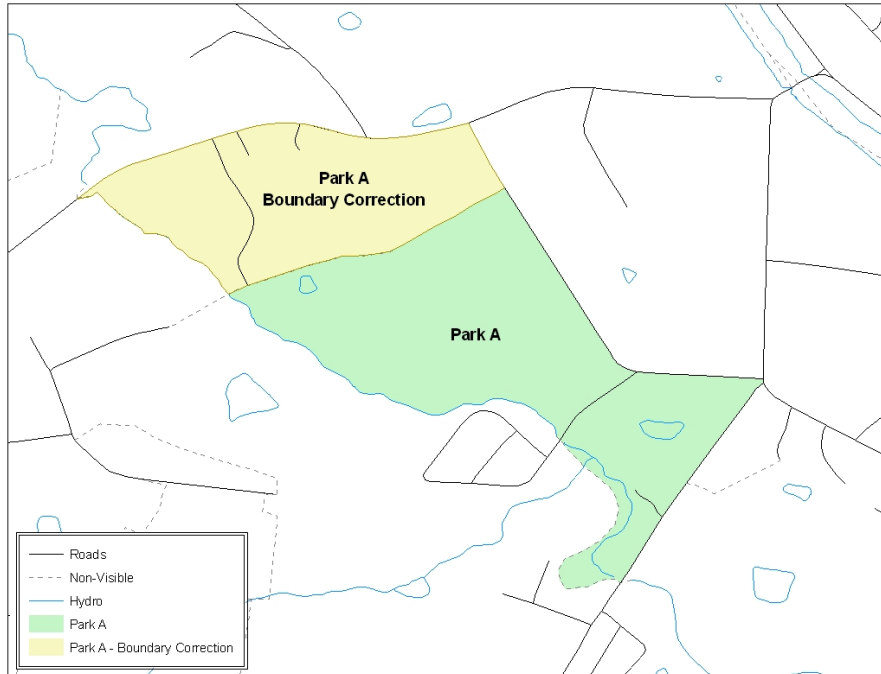 Park A
Boundary Correction
Park A
Roads
Non-Visible
Hydro
Park A
Park A - Boundary Correction